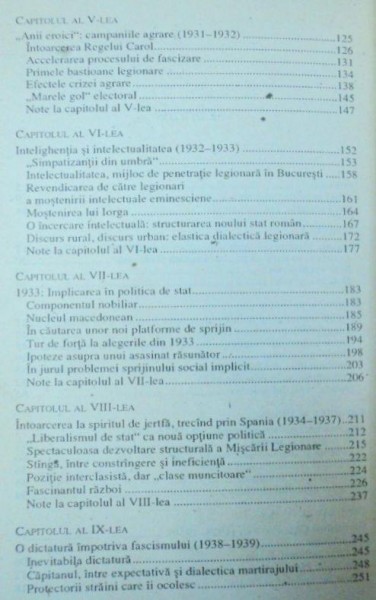 CAPITOLUL AL V-LEA
„Anii eroici”: campaniile agrare (1931–1932) ....................125
Întoarcerea Regelui Carol ....................126
Accelerarea procesului de fascizare ....................131
Primele bastioane legionare ....................134
Efectele crizei agrare ....................138
„Marele gol” electoral ....................145
Note la capitolul al V-lea ....................147
CAPITOLUL AL VI-LEA
Intelighenția și intelectualitatea (1932–1933) ....................152
„Simpatizanții din umbră” ....................153
Intelectualitatea, mijloc de penetrație legionară în București .....158
Revendicarea de către legionari
a moștenirii intelectuale eminesciene ....................161
Moștenirea lui Iorga ....................164
O încercare intelectuală: structurarea noului stat român ..........167
Discurs rural, discurs urban: elastica dialectică legionară ..........172
Note la capitolul al VI-lea ....................177
CAPITOLUL AL VII-LEA
1933: Implicarea în politica de stat ....................183
Componentul nobiliar ....................183
Nucleul macedonean ....................185
În căutarea unor noi platforme de sprijin ....................189
Tur de forță la alegerile din 1933 ....................194
Ipoteze asupra unui asasinat răsunător ....................198
În jurul problemei sprijinului social implicit ....................203
Note la capitolul al VII-lea ....................206
CAPITOLUL AL VIII-LEA
Întoarcerea la spiritul de jertfă, trecînd prin Spania (1934–1937) ..211
„Liberalismul de stat” ca nouă opțiune politică ....................212
Spectaculoasa dezvoltare structurală a Mișcării Legionare .....215
Stînga, între constrîngere și ineficiență ....................222
Poziție interclasistă, dar „clase muncitoare” ....................224
Fascinantul război ....................226
Note la capitolul al VIII-lea ....................237
CAPITOLUL AL IX-LEA
O dictatură împotriva fascismului (1938–1939) ....................245
Inevitabila dictatură ....................245
Căpitanul, între expectativă și dialectica martirajului ..........248
Protectorii străini care îi ocolesc ....................251